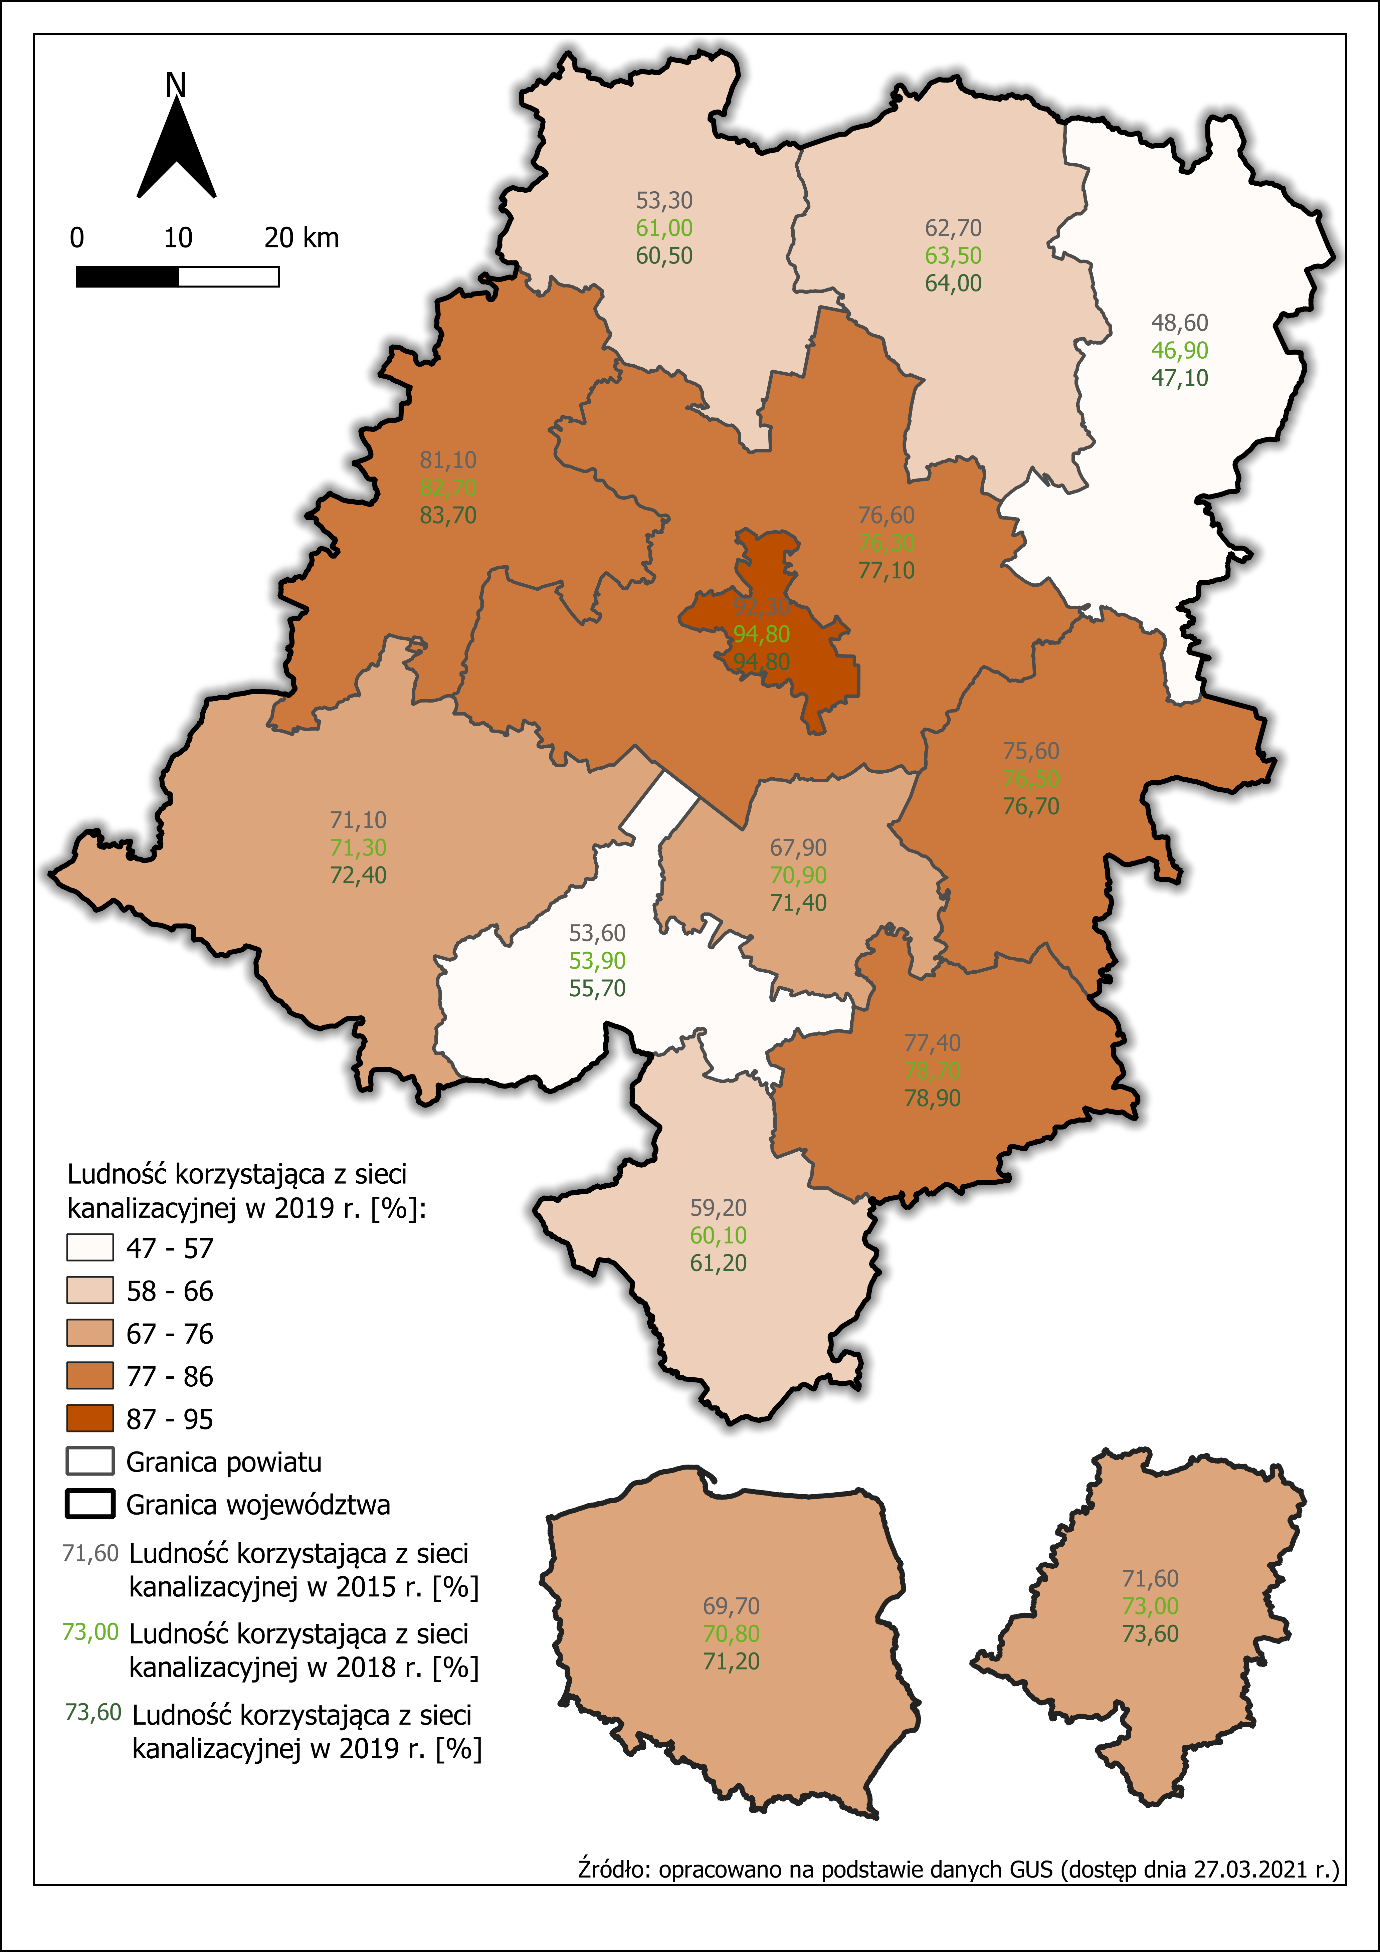 N
0 10 20 km
53,30
61,00
60,50
62,70
63,50
64,00
48,60
46,90
47,10
81,10
82,70
83,70
76,60
76,30
77,10
92,30
94,80
94,80
75,60
76,50
76,70
71,10
71,30
72,40
67,90
70,90
71,40
53,60
53,90
55,70
77,40
78,70
78,90
59,20
60,10
61,20
Ludność korzystająca z sieci
kanalizacyjnej w 2019 r. [%]:
47 - 57
58 - 66
67 - 76
77 - 86
87 - 95
Granica powiatu
Granica województwa
71,60 Ludność korzystająca z sieci
kanalizacyjnej w 2015 r. [%]
73,00 Ludność korzystająca z sieci
kanalizacyjnej w 2018 r. [%]
73,60 Ludność korzystająca z sieci
kanalizacyjnej w 2019 r. [%]
69,70
70,80
71,20
71,60
73,00
73,60
Źródło: opracowano na podstawie danych GUS (dostęp dnia 27.03.2021 r.)